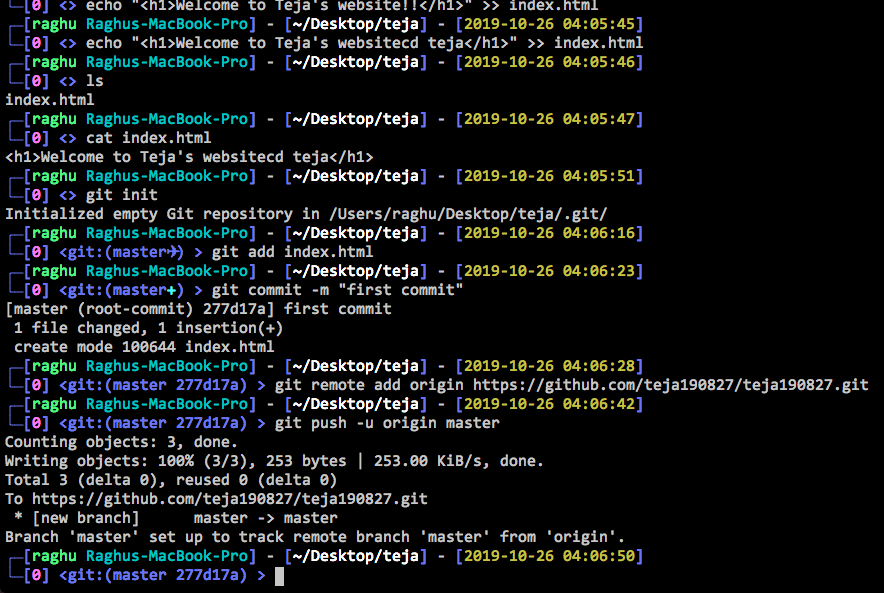 └─[0] <> echo "<h1>Welcome to Teja's website!!</h1>" >> index.html
┌─[raghu Raghus-MacBook-Pro] - [~/Desktop/teja] - [2019-10-26 04:05:45]
└─[0] <> echo "<h1>Welcome to Teja's websitecd teja</h1>" >> index.html
┌─[raghu Raghus-MacBook-Pro] - [~/Desktop/teja] - [2019-10-26 04:05:46]
└─[0] <> ls
index.html
┌─[raghu Raghus-MacBook-Pro] - [~/Desktop/teja] - [2019-10-26 04:05:47]
└─[0] <> cat index.html
<h1>Welcome to Teja's websitecd teja</h1>
┌─[raghu Raghus-MacBook-Pro] - [~/Desktop/teja] - [2019-10-26 04:05:51]
└─[0] <> git init
Initialized empty Git repository in /Users/raghu/Desktop/teja/.git/
┌─[raghu Raghus-MacBook-Pro] - [~/Desktop/teja] - [2019-10-26 04:06:16]
└─[0] <git:(master✈) > git add index.html
┌─[raghu Raghus-MacBook-Pro] - [~/Desktop/teja] - [2019-10-26 04:06:23]
└─[0] <git:(master+) > git commit -m "first commit"
[master (root-commit) 277d17a] first commit
 1 file changed, 1 insertion(+)
 create mode 100644 index.html
┌─[raghu Raghus-MacBook-Pro] - [~/Desktop/teja] - [2019-10-26 04:06:28]
└─[0] <git:(master 277d17a) > git remote add origin https://github.com/teja190827/teja190827.git
┌─[raghu Raghus-MacBook-Pro] - [~/Desktop/teja] - [2019-10-26 04:06:42]
└─[0] <git:(master 277d17a) > git push -u origin master
Counting objects: 3, done.
Writing objects: 100% (3/3), 253 bytes | 253.00 KiB/s, done.
Total 3 (delta 0), reused 0 (delta 0)
To https://github.com/teja190827/teja190827.git
 * [new branch]      master -> master
Branch 'master' set up to track remote branch 'master' from 'origin'.
┌─[raghu Raghus-MacBook-Pro] - [~/Desktop/teja] - [2019-10-26 04:06:50]
└─[0] <git:(master 277d17a) >